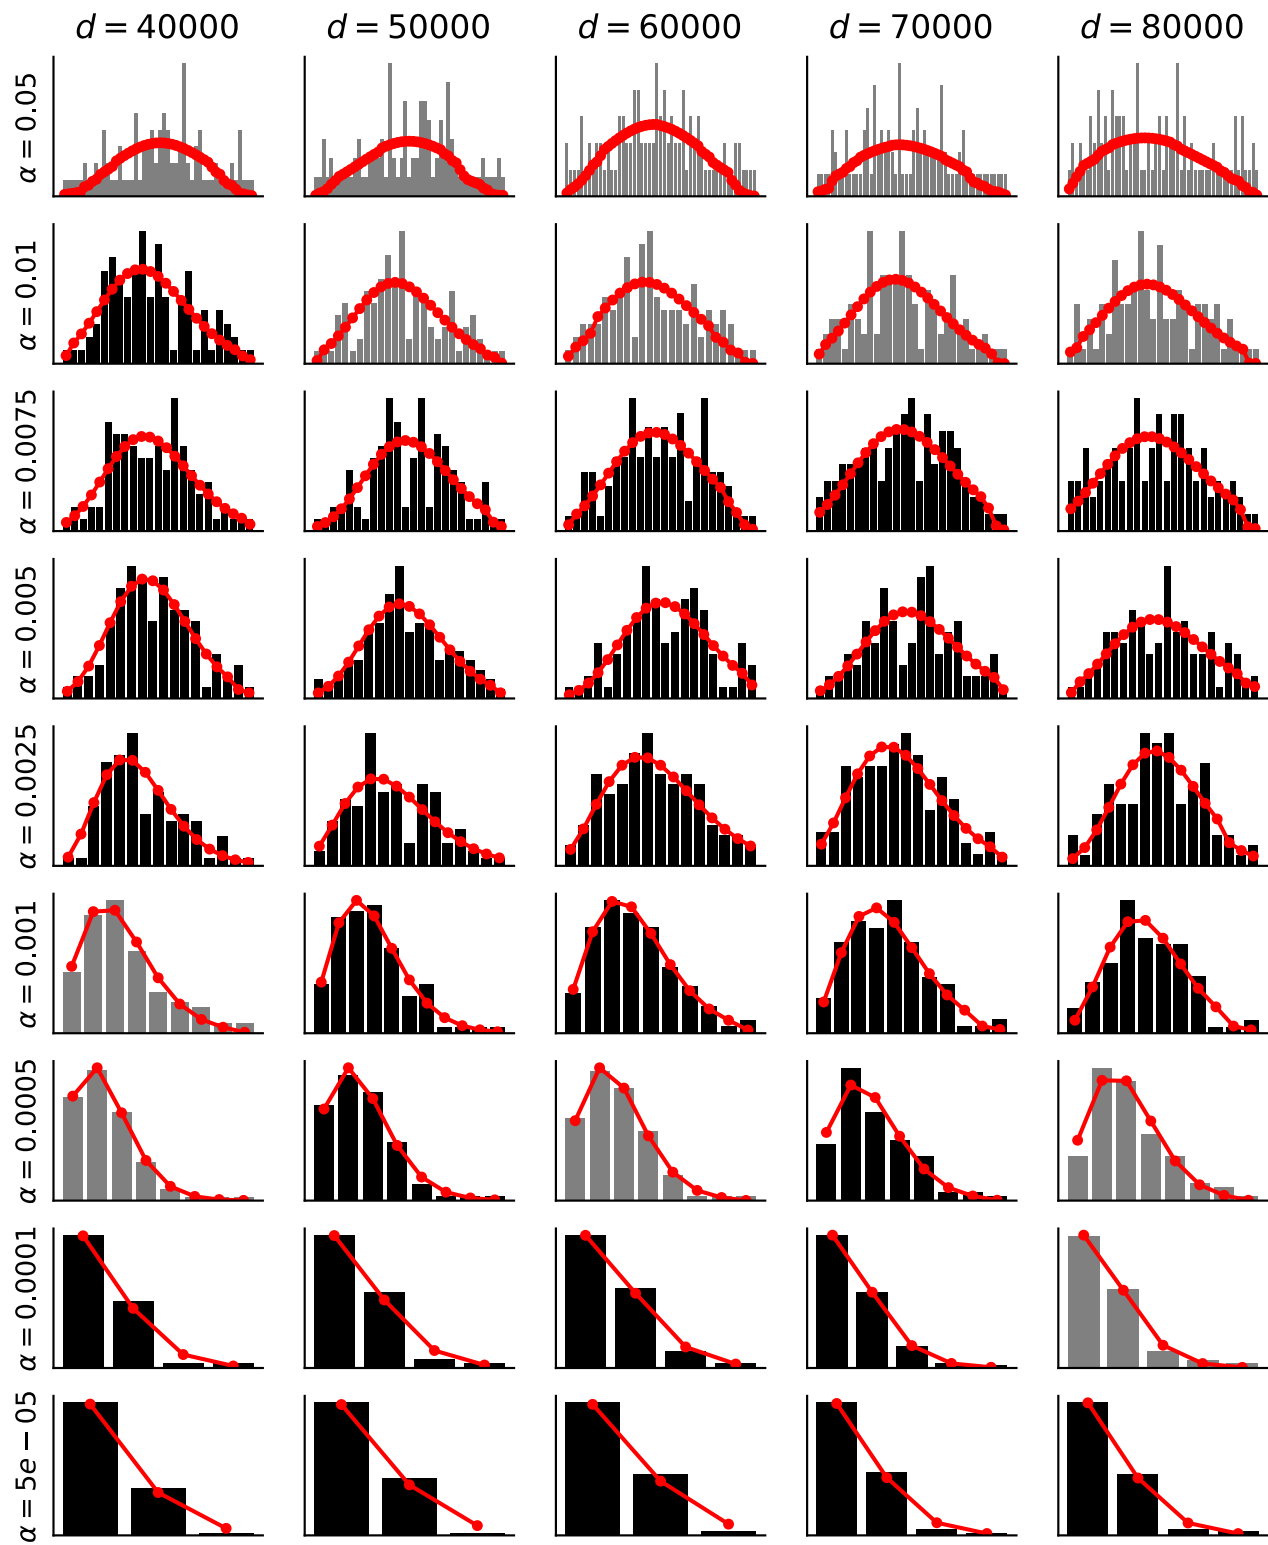 d = 40000 d = 50000 d = 60000 d = 70000 d = 80000
α = 0.05
α = 0.01
α = 0.0075
α = 0.005
α = 0.0025
α = 0.001
α = 0.0005
α = 0.0001
α = 5e − 05